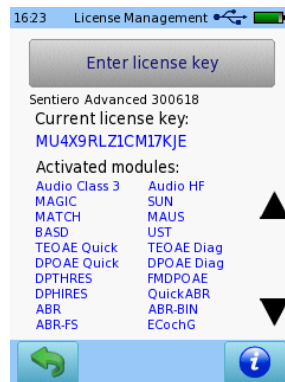 16:23 License Management
Enter license key
Sentiero Advanced 300618
Current license key:
MU4X9RLZ1CM17KJE
Activated modules:
Audio Class 3 Audio HF
MAGIC SUN
MATCH MAUS
BASD UST
TEOAE Quick TEOAE Diag
DPOAE Quick DPOAE Diag
DPTHRES FMDPOAE
DPHIRES QuickABR
ABR ABR-BIN
ABR-FS ECochG
i